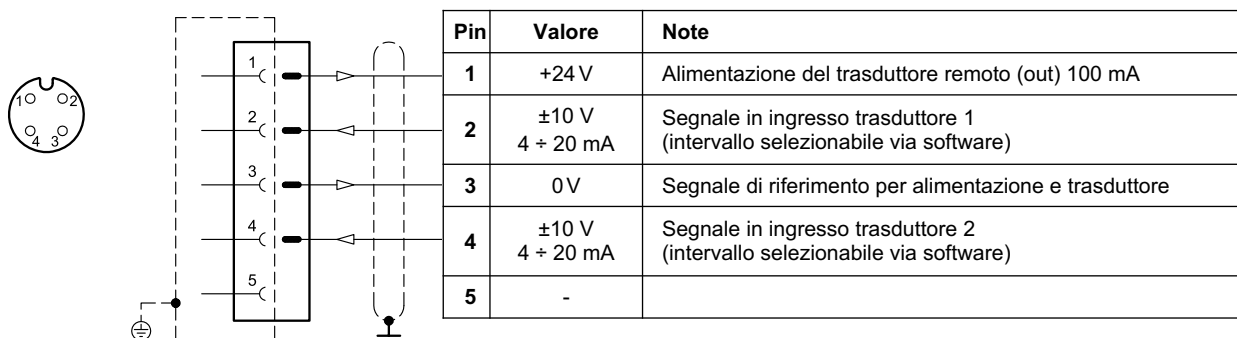 1 2
4 3
1
2
3
4
5
Pin Valore Note
1 +24 V Alimentazione del trasduttore remoto (out) 100 mA
2 ±10 V
4 ÷ 20 mA Segnale in ingresso trasduttore 1
(intervallo selezionabile via software)
3 0 V Segnale di riferimento per alimentazione e trasduttore
4 ±10 V
4 ÷ 20 mA Segnale in ingresso trasduttore 2
(intervallo selezionabile via software)
5 -